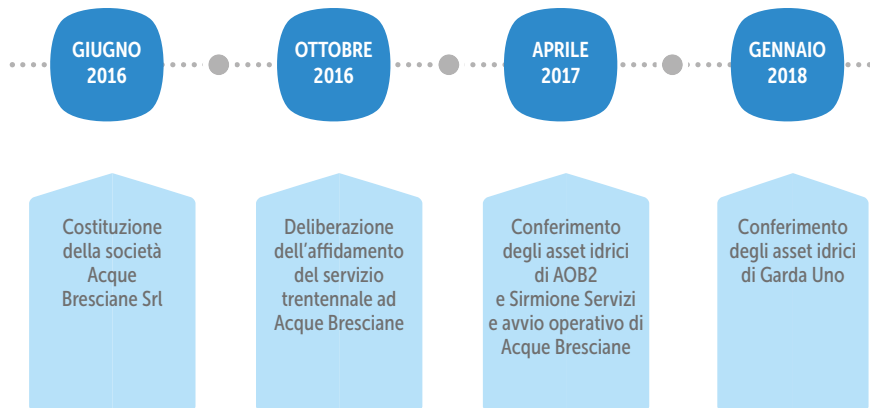 GIUGNO
2016
OTTOBRE
2016
APRILE
2017
GENNAIO
2018
Costituzione
della società
Acque
Bresciane Srl
Deliberazione
dell'affidamento
del servizio
trentennale ad
Acque Bresciane
Conferimento
degli asset idrici
di AOB2
e Sirmione Servizi
e avvio operativo di
Acque Bresciane
Conferimento
degli asset idrici
di Garda Uno